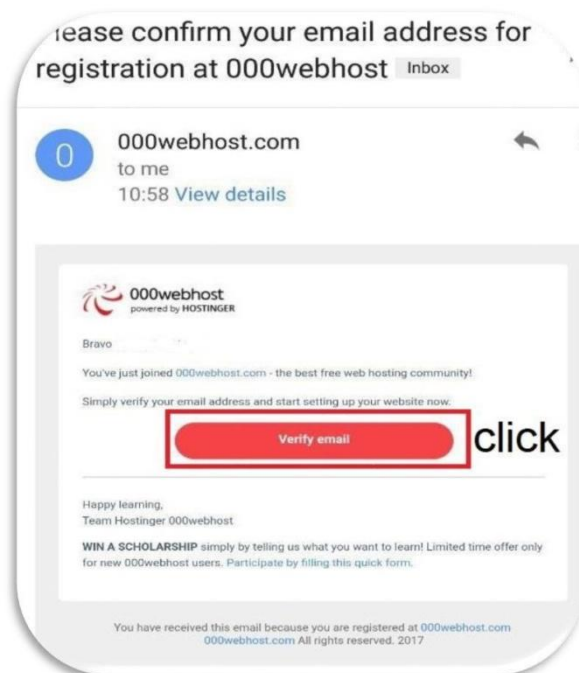 ease confirm your email address for
registration at 000webhost Inbox
0
000webhost.com
to me
10:58 View details
000webhost
powered by HOSTINGER
Bravo
You've just joined 000webhost.com - the best free web hosting community!
Simply verify your email address and start setting up your website now.
Verify email
click
Happy learning,
Team Hostinger 000webhost
WIN A SCHOLARSHIP simply by telling us what you want to learn! Limited time offer only
for new 000webhost users. Participate by filling this quick form.
You have received this email because you are registered at 000webhost.com
000webhost.com All rights reserved. 2017